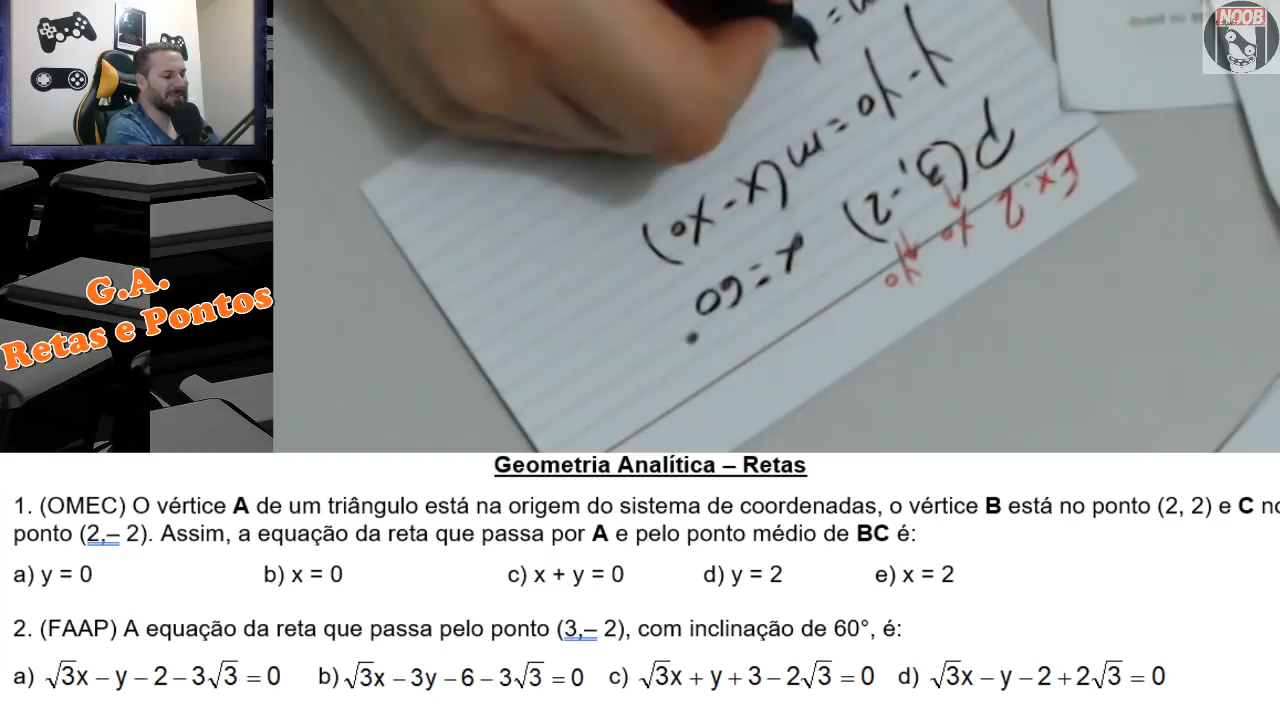 NOOB
G.A.
Retas e Pontos
Ex. 2 x₀ y₀
P(3, -2) α = 60°
y - y₀ = m(x - x₀)
Geometria Analítica – Retas
1. (OMEC) O vértice A de um triângulo está na origem do sistema de coordenadas, o vértice B está no ponto (2, 2) e C no
ponto (2,– 2). Assim, a equação da reta que passa por A e pelo ponto médio de BC é:
a) y = 0 b) x = 0 c) x + y = 0 d) y = 2 e) x = 2
2. (FAAP) A equação da reta que passa pelo ponto (3,– 2), com inclinação de 60°, é:
a) √3x – y – 2 – 3√3 = 0 b) √3x – 3y – 6 – 3√3 = 0 c) √3x + y + 3 – 2√3 = 0 d) √3x – y – 2 + 2√3 = 0